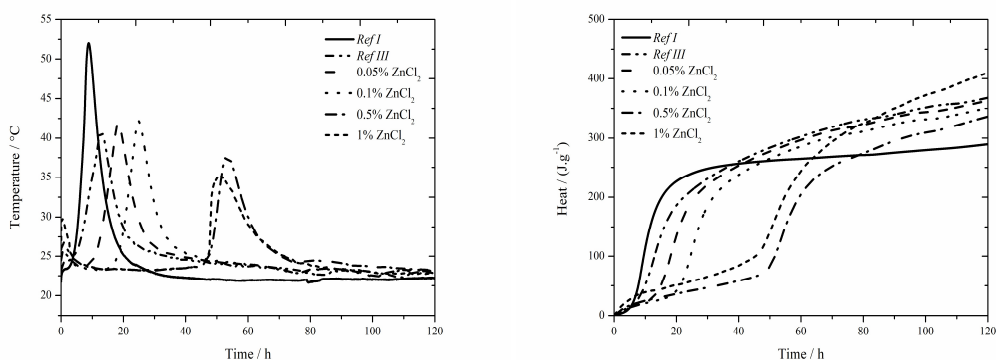 55
50
45
40
35
30
25
20
Temperature / °C
0
20
40
60
80
100
120
Time / h
Ref I
Ref III
0.05% ZnCl₂
0.1% ZnCl₂
0.5% ZnCl₂
1% ZnCl₂
500
400
300
200
100
0
Heat / (J.g⁻¹)
0
20
40
60
80
100
120
Time / h
Ref I
Ref III
0.05% ZnCl₂
0.1% ZnCl₂
0.5% ZnCl₂
1% ZnCl₂